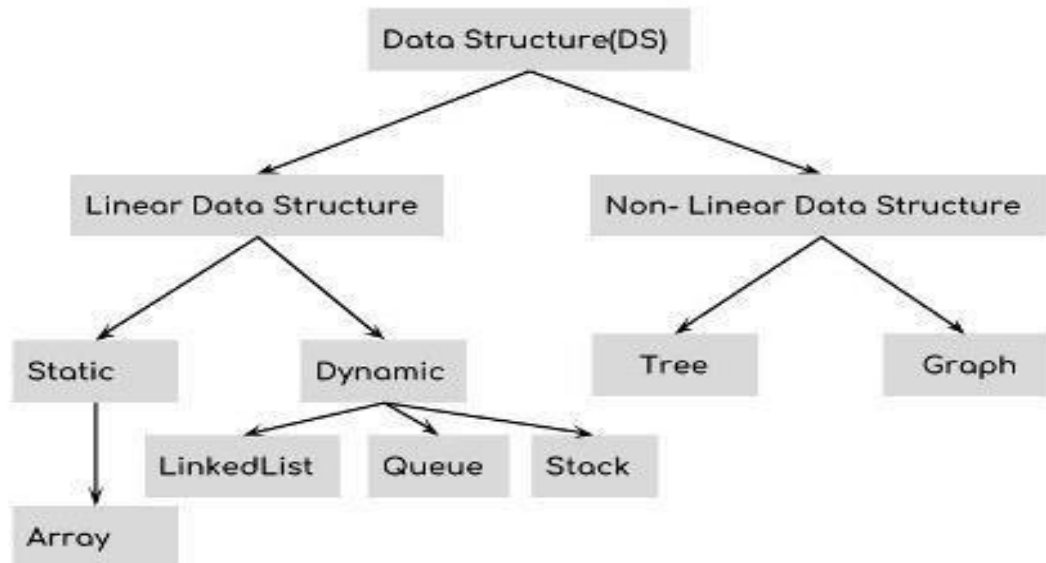 Data Structure(DS)
Linear Data Structure
Non- Linear Data Structure
Static
Dynamic
Tree
Graph
LinkedList
Queue
Stack
Array